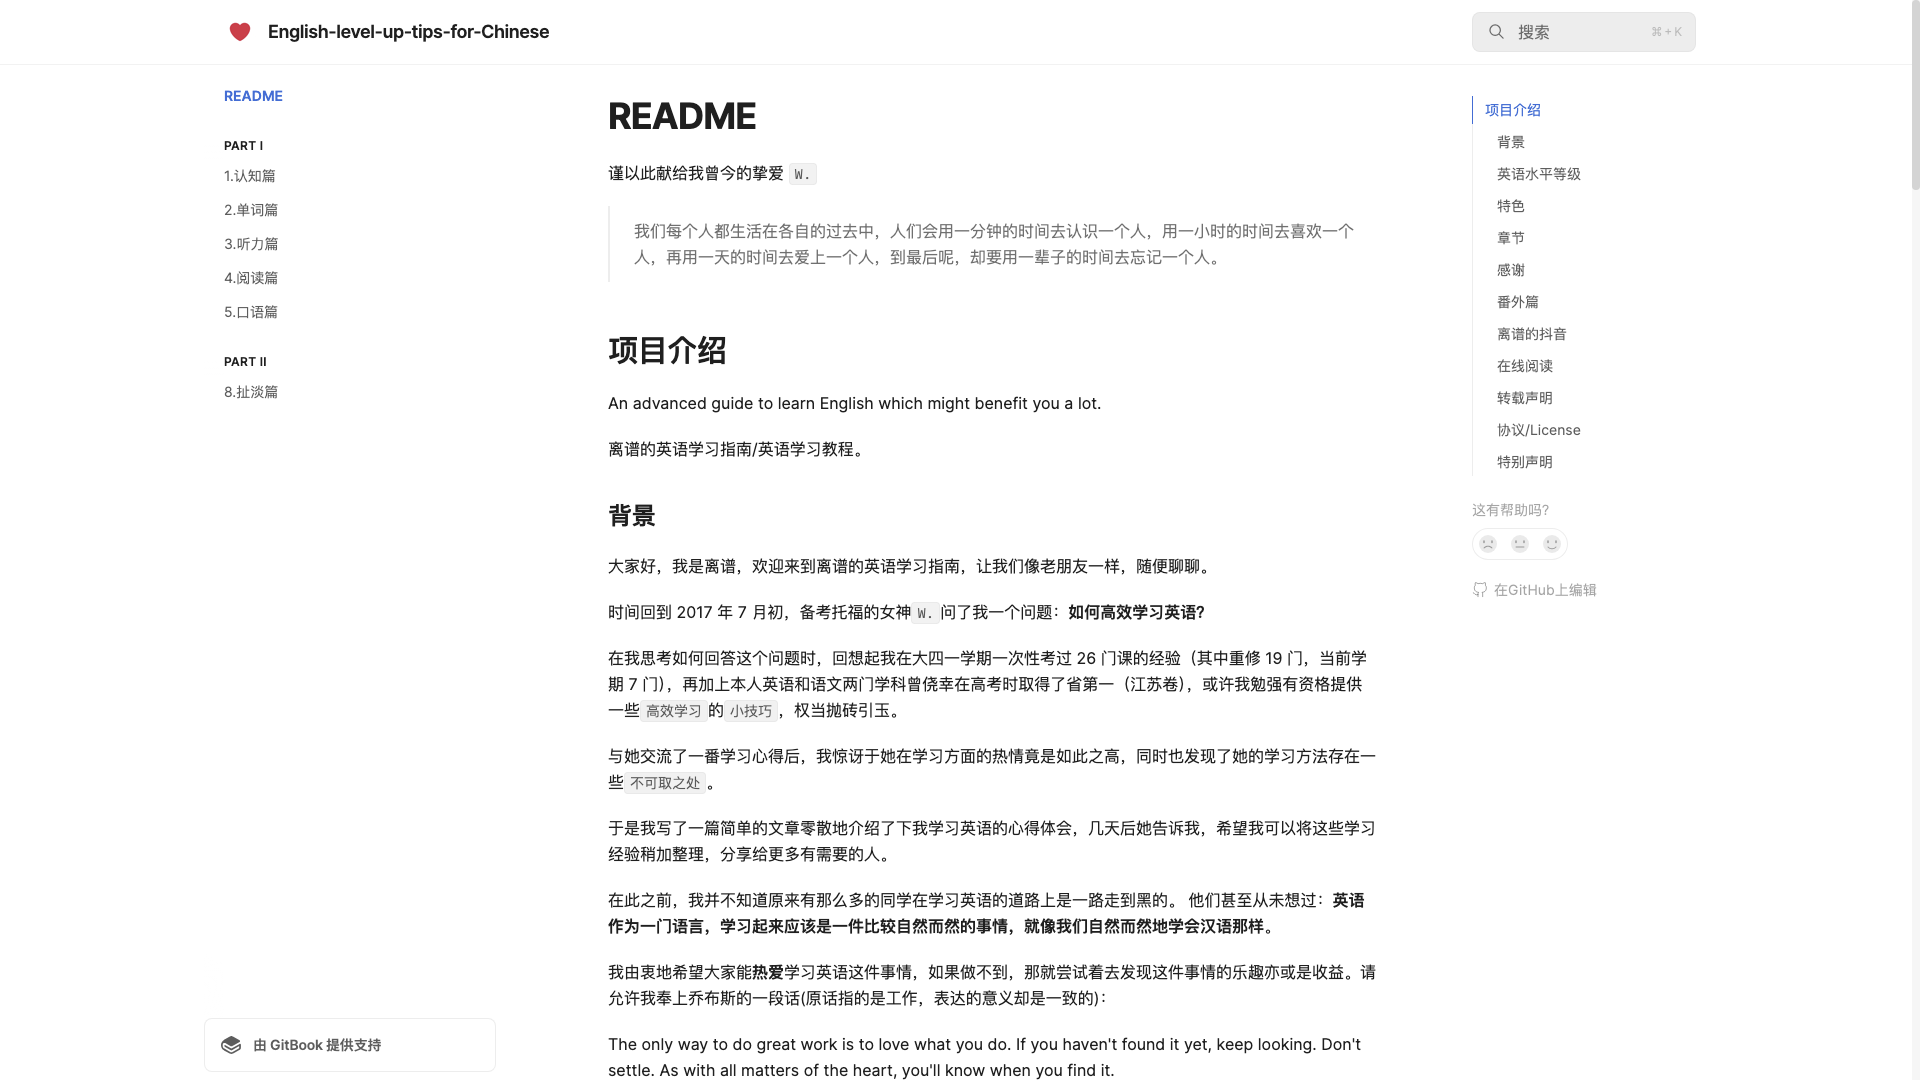 English-level-up-tips-for-Chinese
搜索
⌘ + K
README
PART I
1.认知篇
2.单词篇
3.听力篇
4.阅读篇
5.口语篇
PART II
8.扯淡篇
由 GitBook 提供支持
README
谨以此献给我曾今的挚爱 W.
我们每个人都生活在各自的过去中，人们会用一分钟的时间去认识一个人，用一小时的时间去喜欢一个
人，再用一天的时间去爱上一个人，到最后呢，却要用一辈子的时间去忘记一个人。
项目介绍
An advanced guide to learn English which might benefit you a lot.
离谱的英语学习指南/英语学习教程。
背景
大家好，我是离谱，欢迎来到离谱的英语学习指南，让我们像老朋友一样，随便聊聊。
时间回到 2017 年 7 月初，备考托福的女神 W. 问了我一个问题：如何高效学习英语?
在我思考如何回答这个问题时，回想起我在大四一学期一次性考过 26 门课的经验（其中重修 19 门，当前学
期 7 门），再加上本人英语和语文两门学科曾侥幸在高考时取得了省第一（江苏卷），或许我勉强有资格提供
一些 高效学习 的 小技巧 ，权当抛砖引玉。
与她交流了一番学习心得后，我惊讶于她在学习方面的热情竟是如此之高，同时也发现了她的学习方法存在一
些 不可取之处 。
于是我写了一篇简单的文章零散地介绍了下我学习英语的心得体会，几天后她告诉我，希望我可以将这些学习
经验稍加整理，分享给更多有需要的人。
在此之前，我并不知道原来有那么多的同学在学习英语的道路上是一路走到黑的。 他们甚至从未想过：英语
作为一门语言，学习起来应该是一件比较自然而然的事情，就像我们自然而然地学会汉语那样。
我由衷地希望大家能热爱学习英语这件事情，如果做不到，那就尝试着去发现这件事情的乐趣亦或是收益。请
允许我奉上乔布斯的一段话(原话指的是工作，表达的意义却是一致的)：
The only way to do great work is to love what you do. If you haven't found it yet, keep looking. Don't
settle. As with all matters of the heart, you'll know when you find it.
项目介绍
背景
英语水平等级
特色
章节
感谢
番外篇
离谱的抖音
在线阅读
转载声明
协议/License
特别声明
这有帮助吗?
在GitHub上编辑